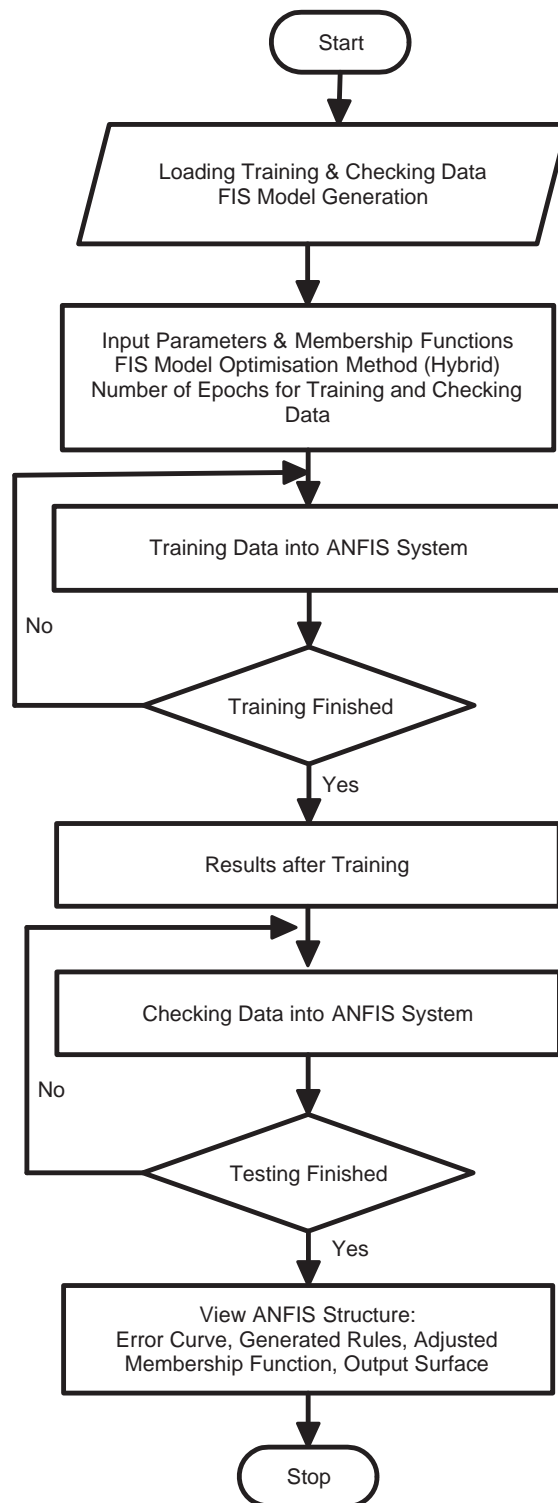 Start
Loading Training & Checking Data
FIS Model Generation
Input Parameters & Membership Functions
FIS Model Optimisation Method (Hybrid)
Number of Epochs for Training and Checking
Data
Training Data into ANFIS System
No
Training Finished
Yes
Results after Training
Checking Data into ANFIS System
No
Testing Finished
Yes
View ANFIS Structure:
Error Curve, Generated Rules, Adjusted
Membership Function, Output Surface
Stop